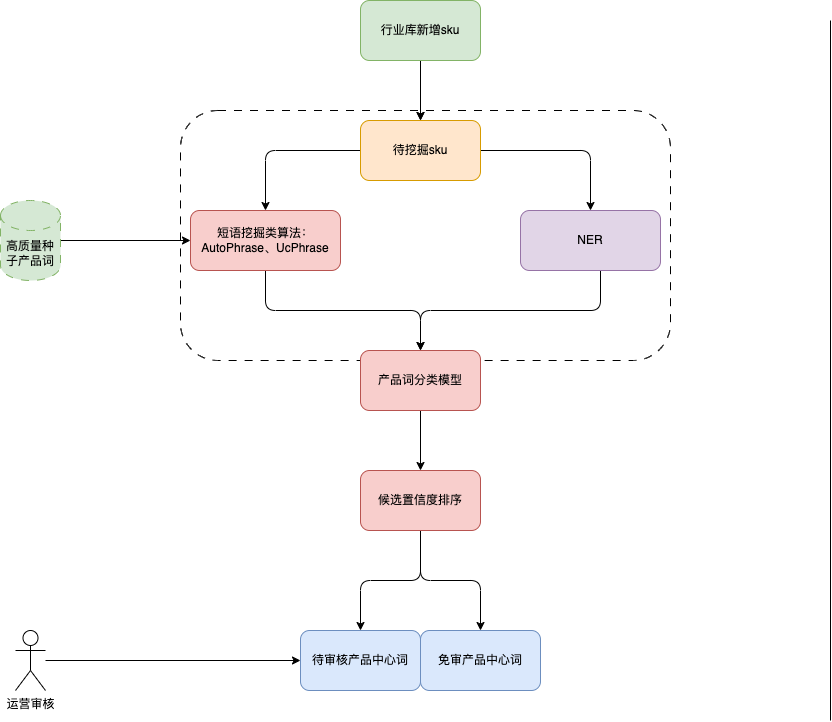 行业库新增sku
待挖掘sku
短语挖掘类算法：
AutoPhrase、UcPhrase
NER
高质量种
子产品词
产品词分类模型
候选置信度排序
待审核产品中心词
免审产品中心词
运营审核